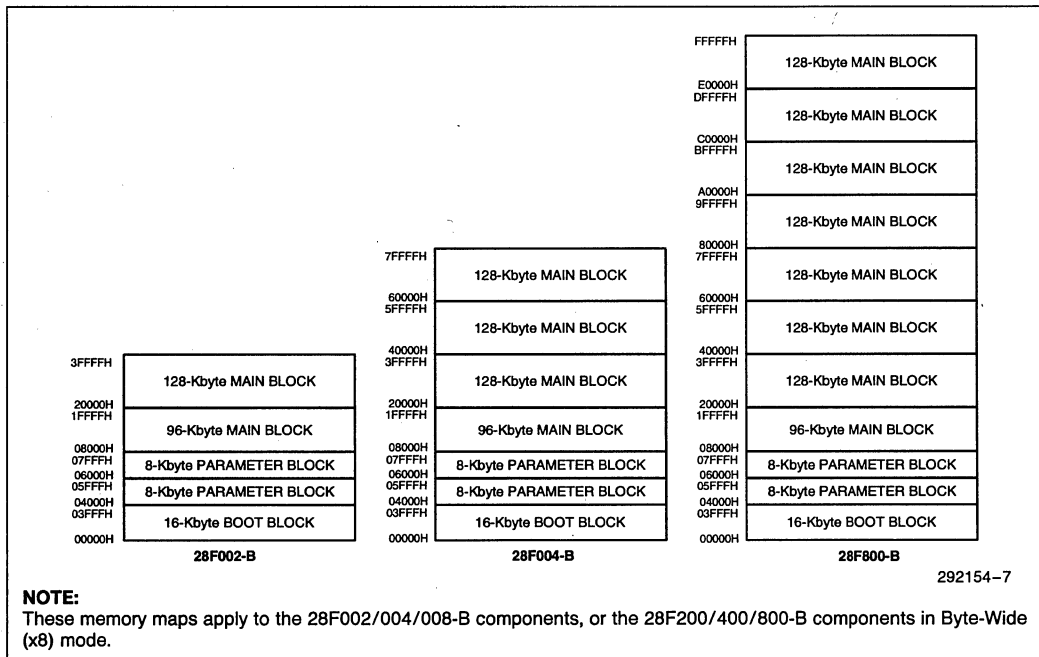 FFFFFH
128-Kbyte MAIN BLOCK
E0000H
DFFFFH
128-Kbyte MAIN BLOCK
C0000H
BFFFFH
128-Kbyte MAIN BLOCK
A0000H
9FFFFH
128-Kbyte MAIN BLOCK
80000H
7FFFFH 7FFFFH
128-Kbyte MAIN BLOCK 128-Kbyte MAIN BLOCK
60000H 60000H
5FFFFH 5FFFFH
128-Kbyte MAIN BLOCK 128-Kbyte MAIN BLOCK
40000H 40000H
3FFFFH 3FFFFH 3FFFFH
128-Kbyte MAIN BLOCK 128-Kbyte MAIN BLOCK 128-Kbyte MAIN BLOCK
20000H 20000H 20000H
1FFFFH 1FFFFH 1FFFFH
96-Kbyte MAIN BLOCK 96-Kbyte MAIN BLOCK 96-Kbyte MAIN BLOCK
08000H 08000H 08000H
07FFFH 07FFFH 07FFFH
8-Kbyte PARAMETER BLOCK 8-Kbyte PARAMETER BLOCK 8-Kbyte PARAMETER BLOCK
06000H 06000H 06000H
05FFFH 05FFFH 05FFFH
8-Kbyte PARAMETER BLOCK 8-Kbyte PARAMETER BLOCK 8-Kbyte PARAMETER BLOCK
04000H 04000H 04000H
03FFFH 03FFFH 03FFFH
16-Kbyte BOOT BLOCK 16-Kbyte BOOT BLOCK 16-Kbyte BOOT BLOCK
00000H 00000H 00000H
28F002-B 28F004-B 28F800-B
292154-7
NOTE:
These memory maps apply to the 28F002/004/008-B components, or the 28F200/400/800-B components in Byte-Wide
(x8) mode.